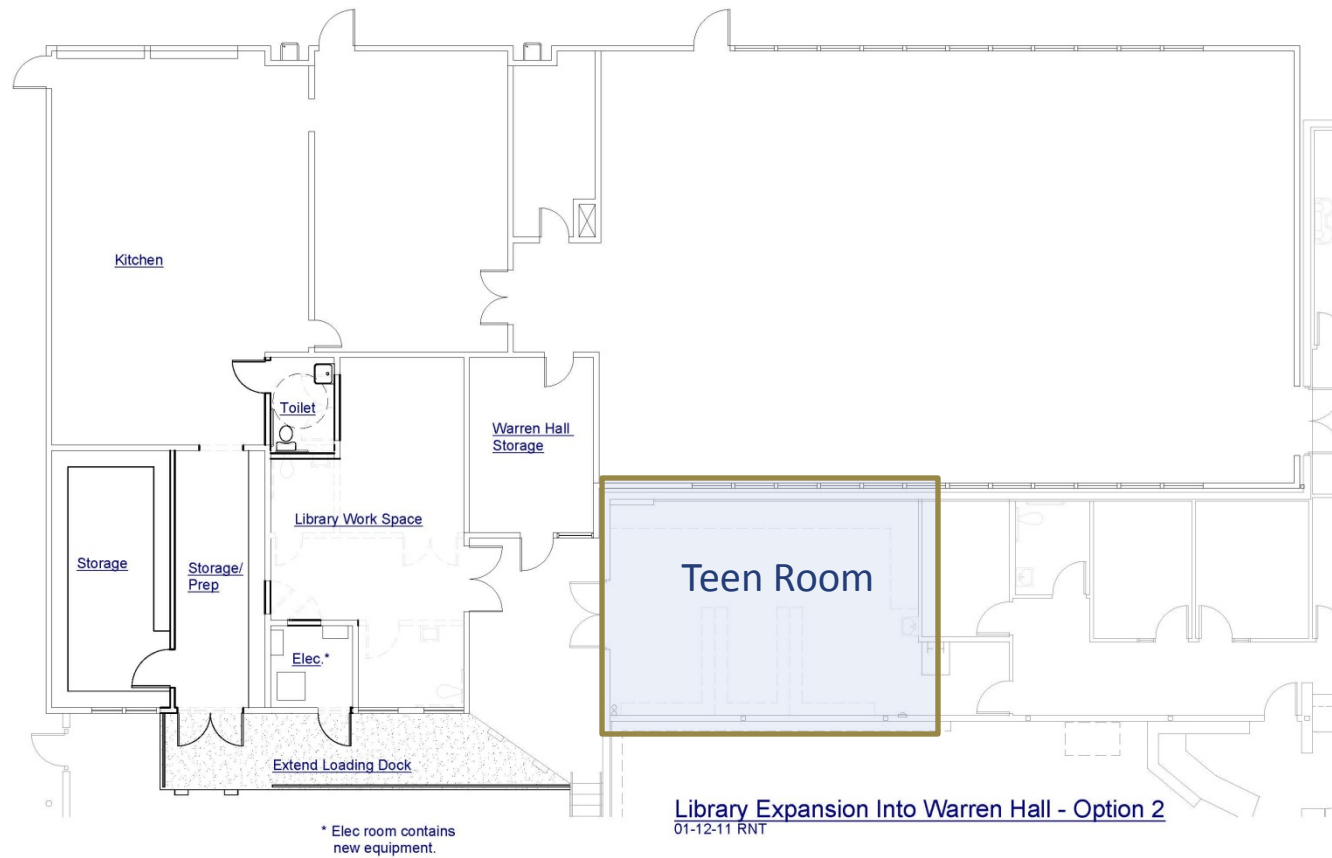 Kitchen
Toilet
Warren Hall
Storage
Library Work Space
Storage
Storage/
Prep
Teen Room
Elec.*
Extend Loading Dock
Library Expansion Into Warren Hall - Option 2
01-12-11 RNT
* Elec room contains
new equipment.